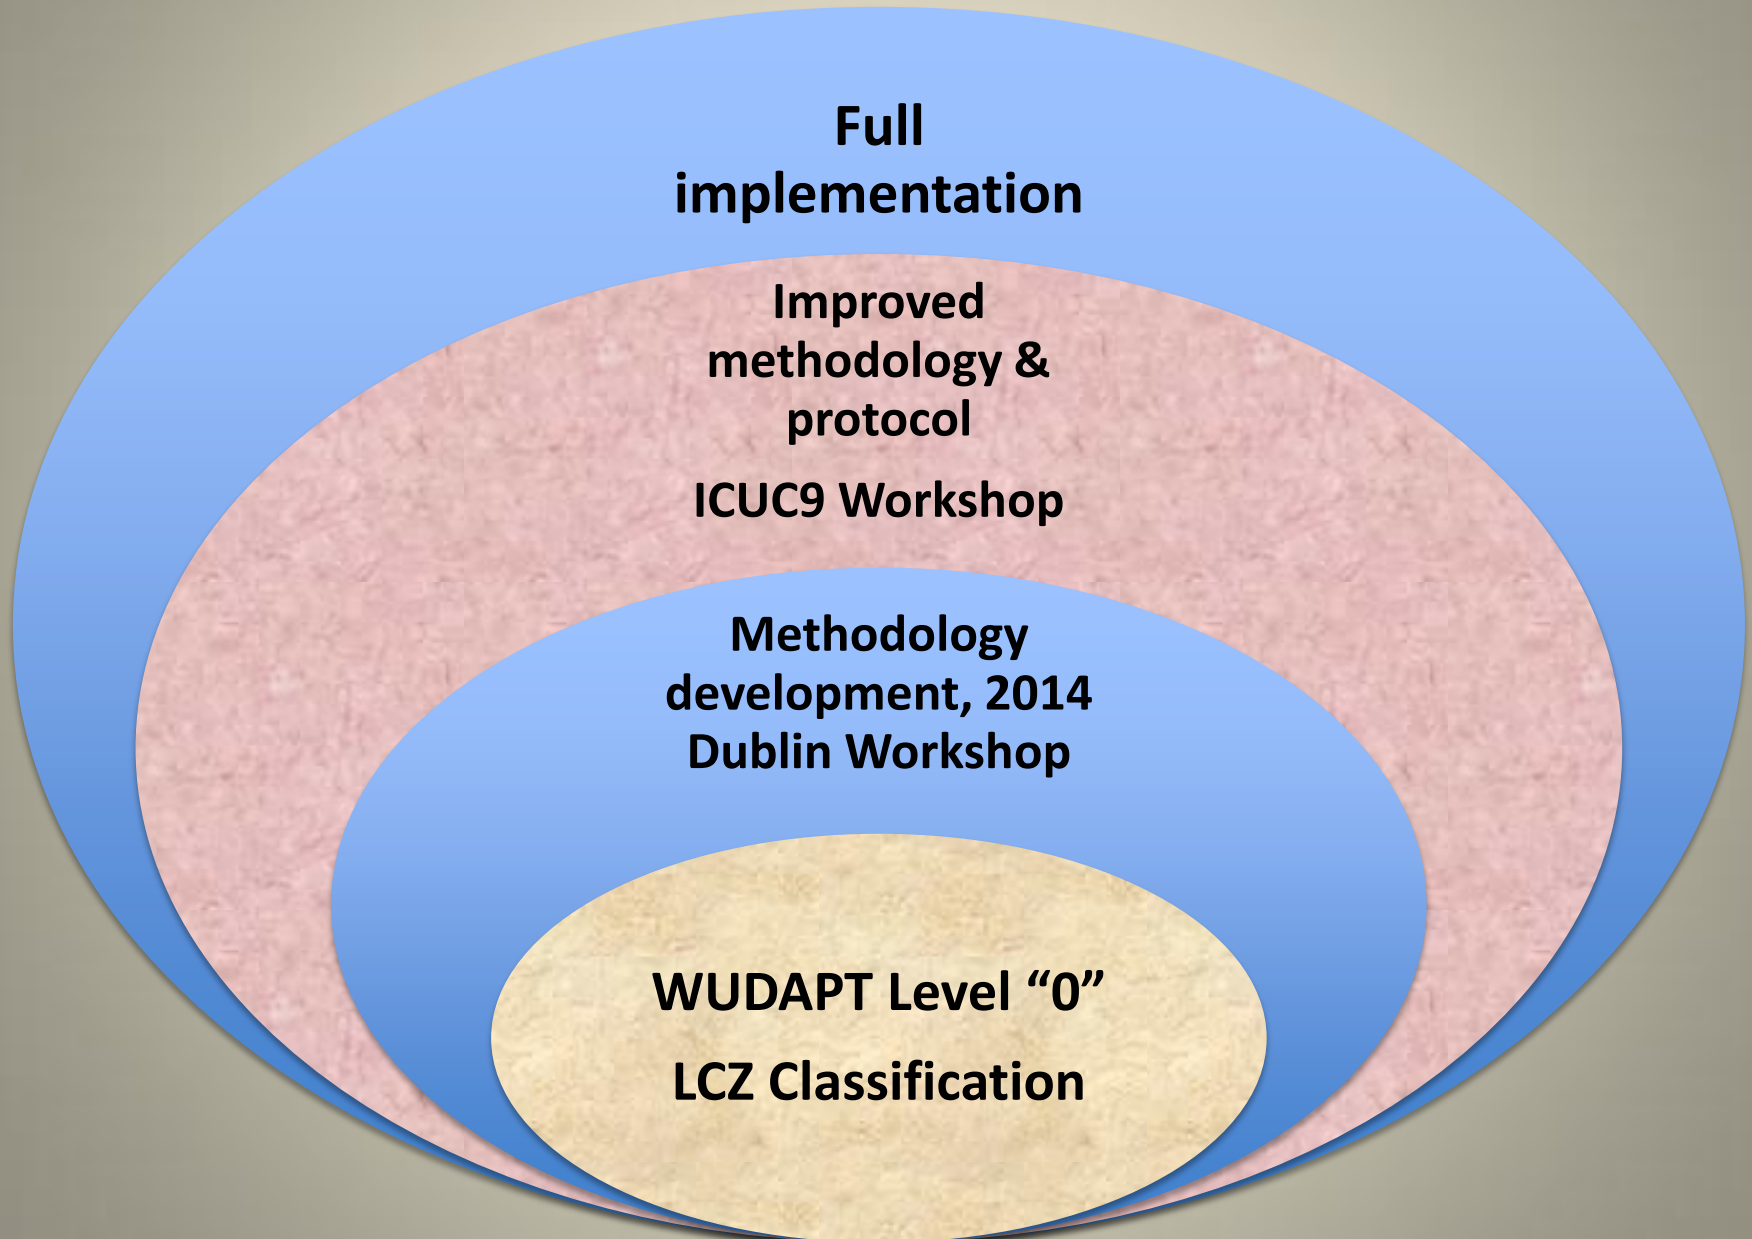 Full
implementation
Improved
methodology &
protocol
ICUC9 Workshop
Methodology
development, 2014
Dublin Workshop
WUDAPT Level “0”
LCZ Classification